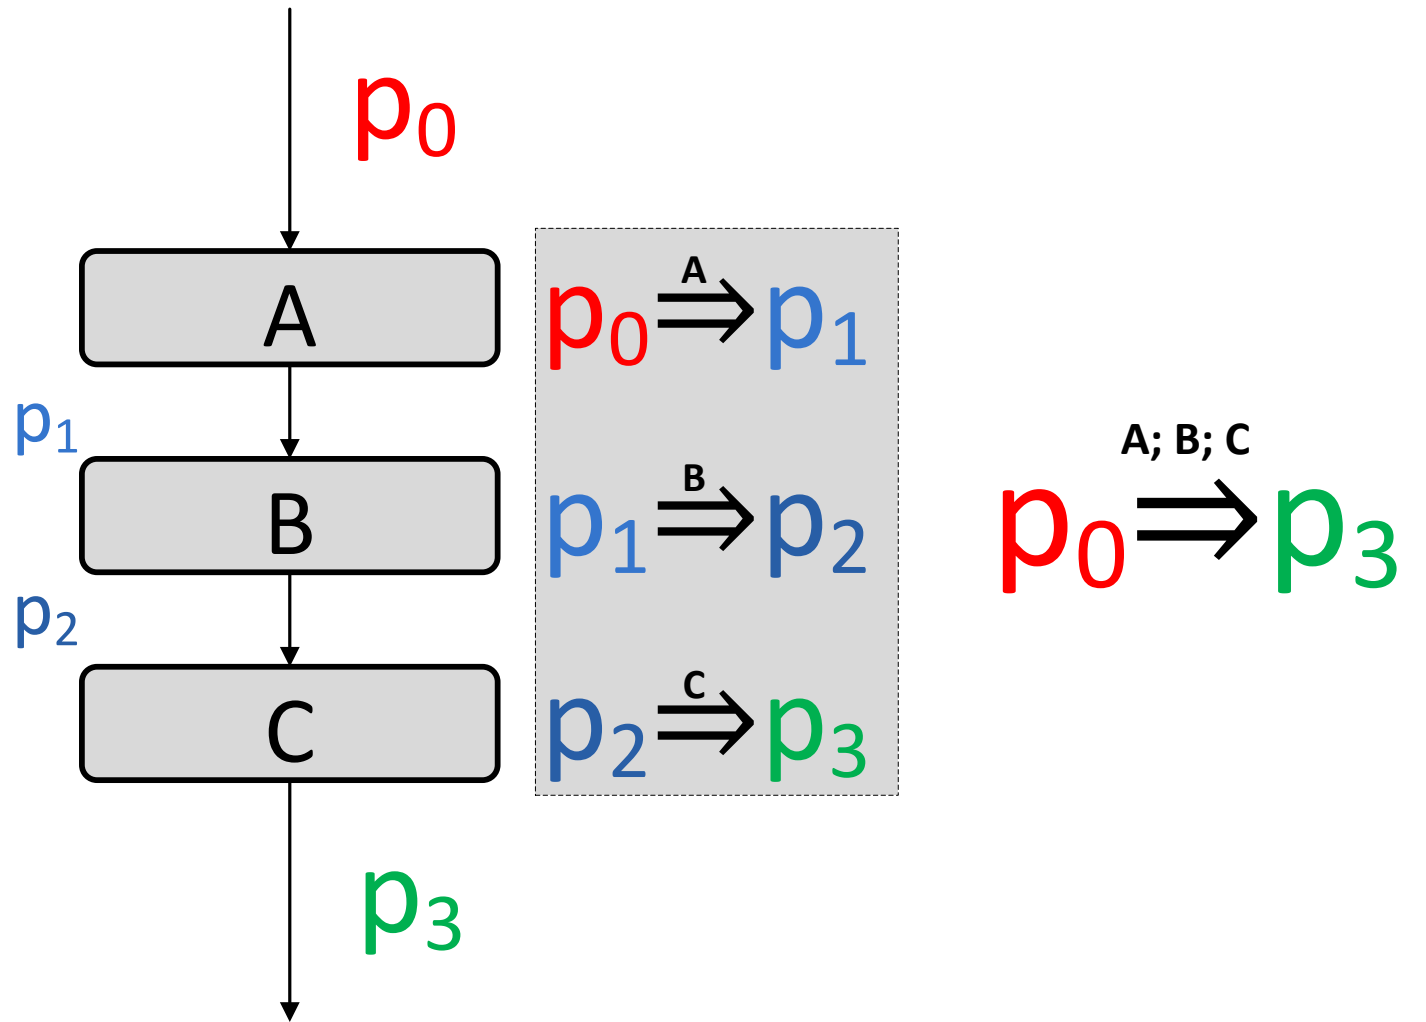 p₀
A
p₁
B
p₂
C
p₃
A
p₀ ⇒ p₁
B
p₁ ⇒ p₂
C
p₂ ⇒ p₃
A; B; C
p₀ ⇒ p₃